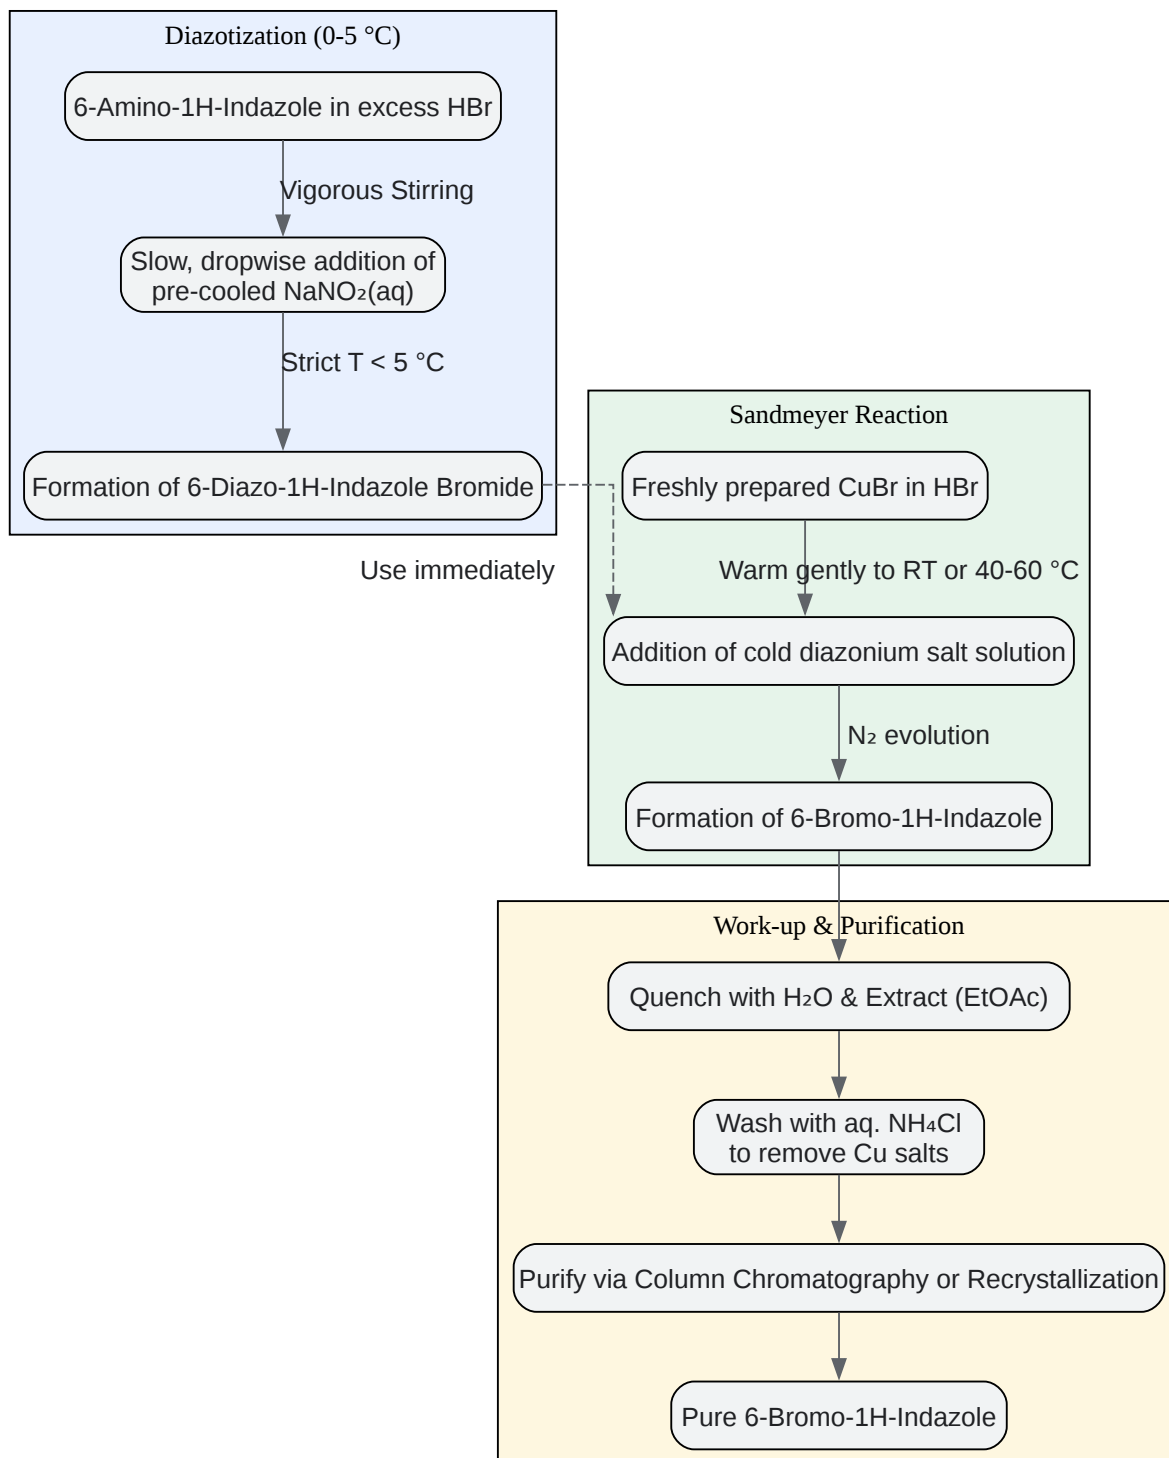 Diazotization (0-5 °C)
6-Amino-1H-Indazole in excess HBr
Vigorous Stirring
Slow, dropwise addition of
pre-cooled NaNO₂(aq)
Strict T < 5 °C
Formation of 6-Diazo-1H-Indazole Bromide
Use immediately
Sandmeyer Reaction
Freshly prepared CuBr in HBr
Warm gently to RT or 40-60 °C
Addition of cold diazonium salt solution
N₂ evolution
Formation of 6-Bromo-1H-Indazole
Work-up & Purification
Quench with H₂O & Extract (EtOAc)
Wash with aq. NH₄Cl
to remove Cu salts
Purify via Column Chromatography or Recrystallization
Pure 6-Bromo-1H-Indazole